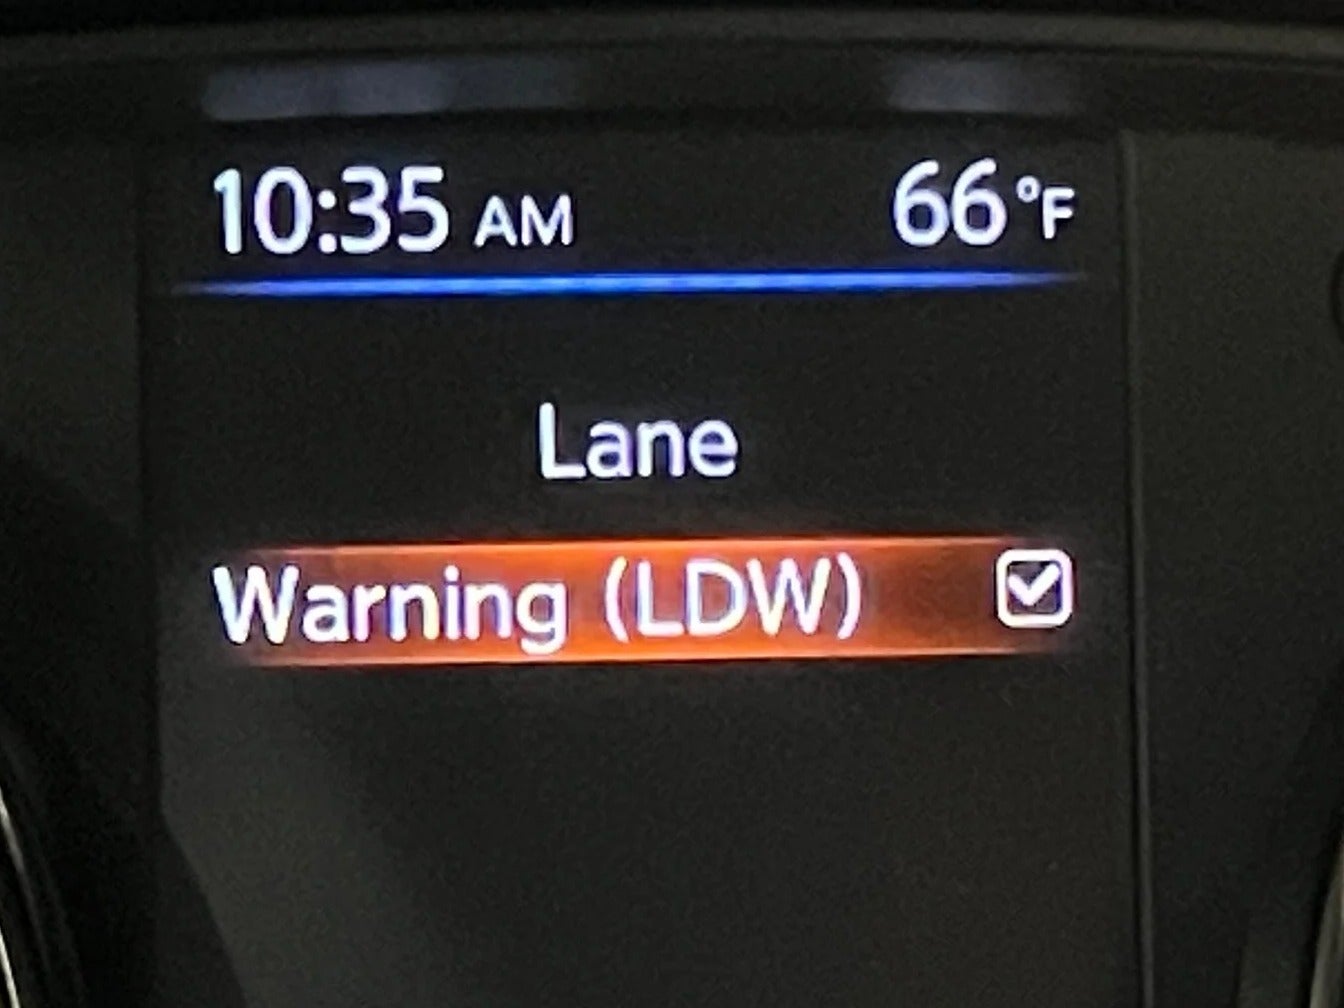 10:35 AM 66°F
Lane
Warning (LDW)